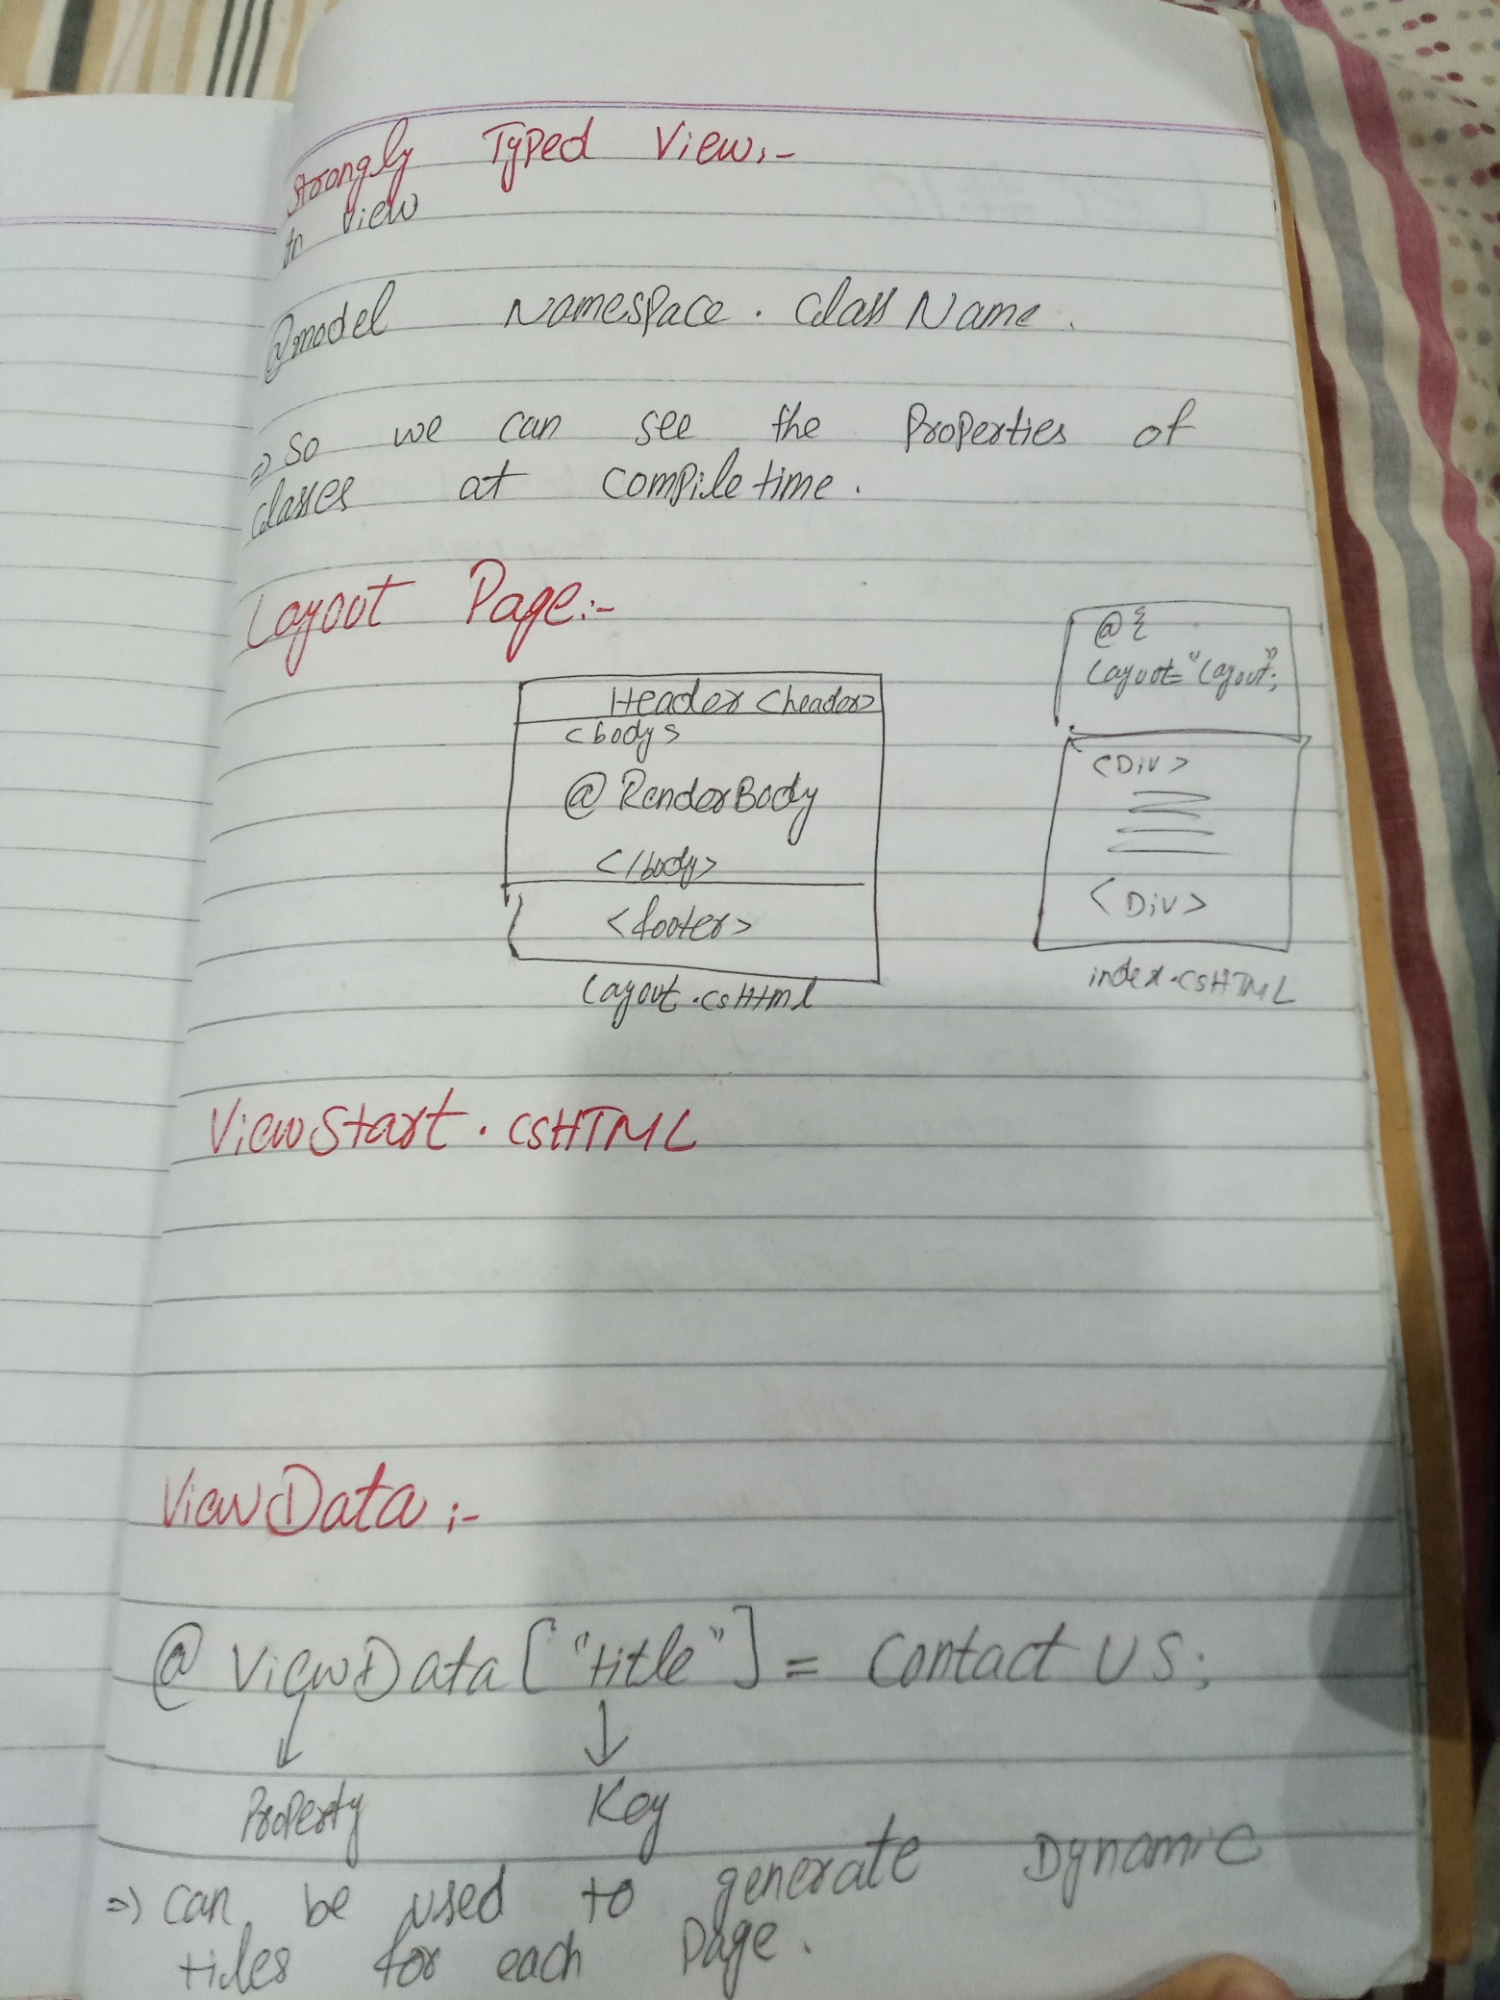 Strongly Typed View:-
In view
@model Namespace. Class Name.
⇒ So we can see the Properties of
classes at compile time.
Layout Page:-
Header <header>
<body>
@ RenderBody
</body>
<footer>
Layout.csHtml
@{
Layout="Layout";
<Div>
<Div>
index.csHTML
ViewStart.csHTML
ViewData:-
@ ViewData["title"] = Contact US;
Property Key
⇒ can be used to generate Dynamic
titles for each Page.